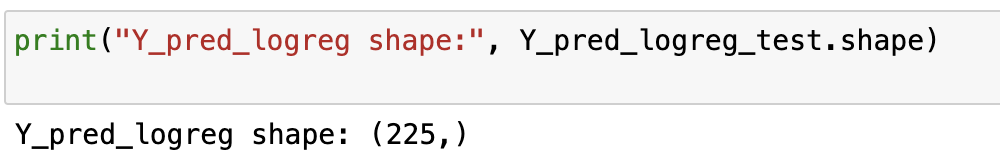 print("Y_pred_logreg shape:", Y_pred_logreg_test.shape)
Y_pred_logreg shape: (225,)